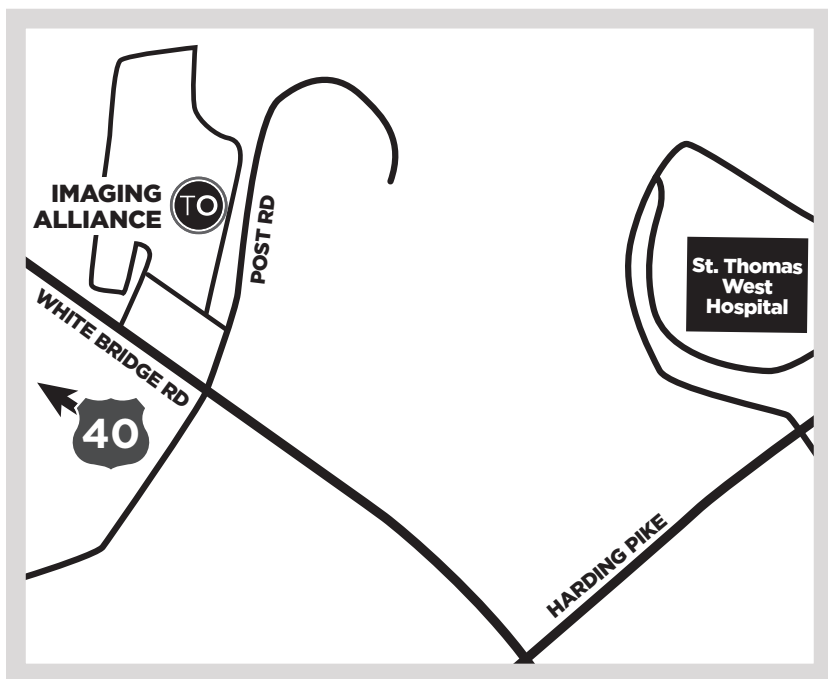 IMAGING
ALLIANCE
TO
POST RD
St. Thomas
West
Hospital
WHITE BRIDGE RD
40
HARDING PIKE